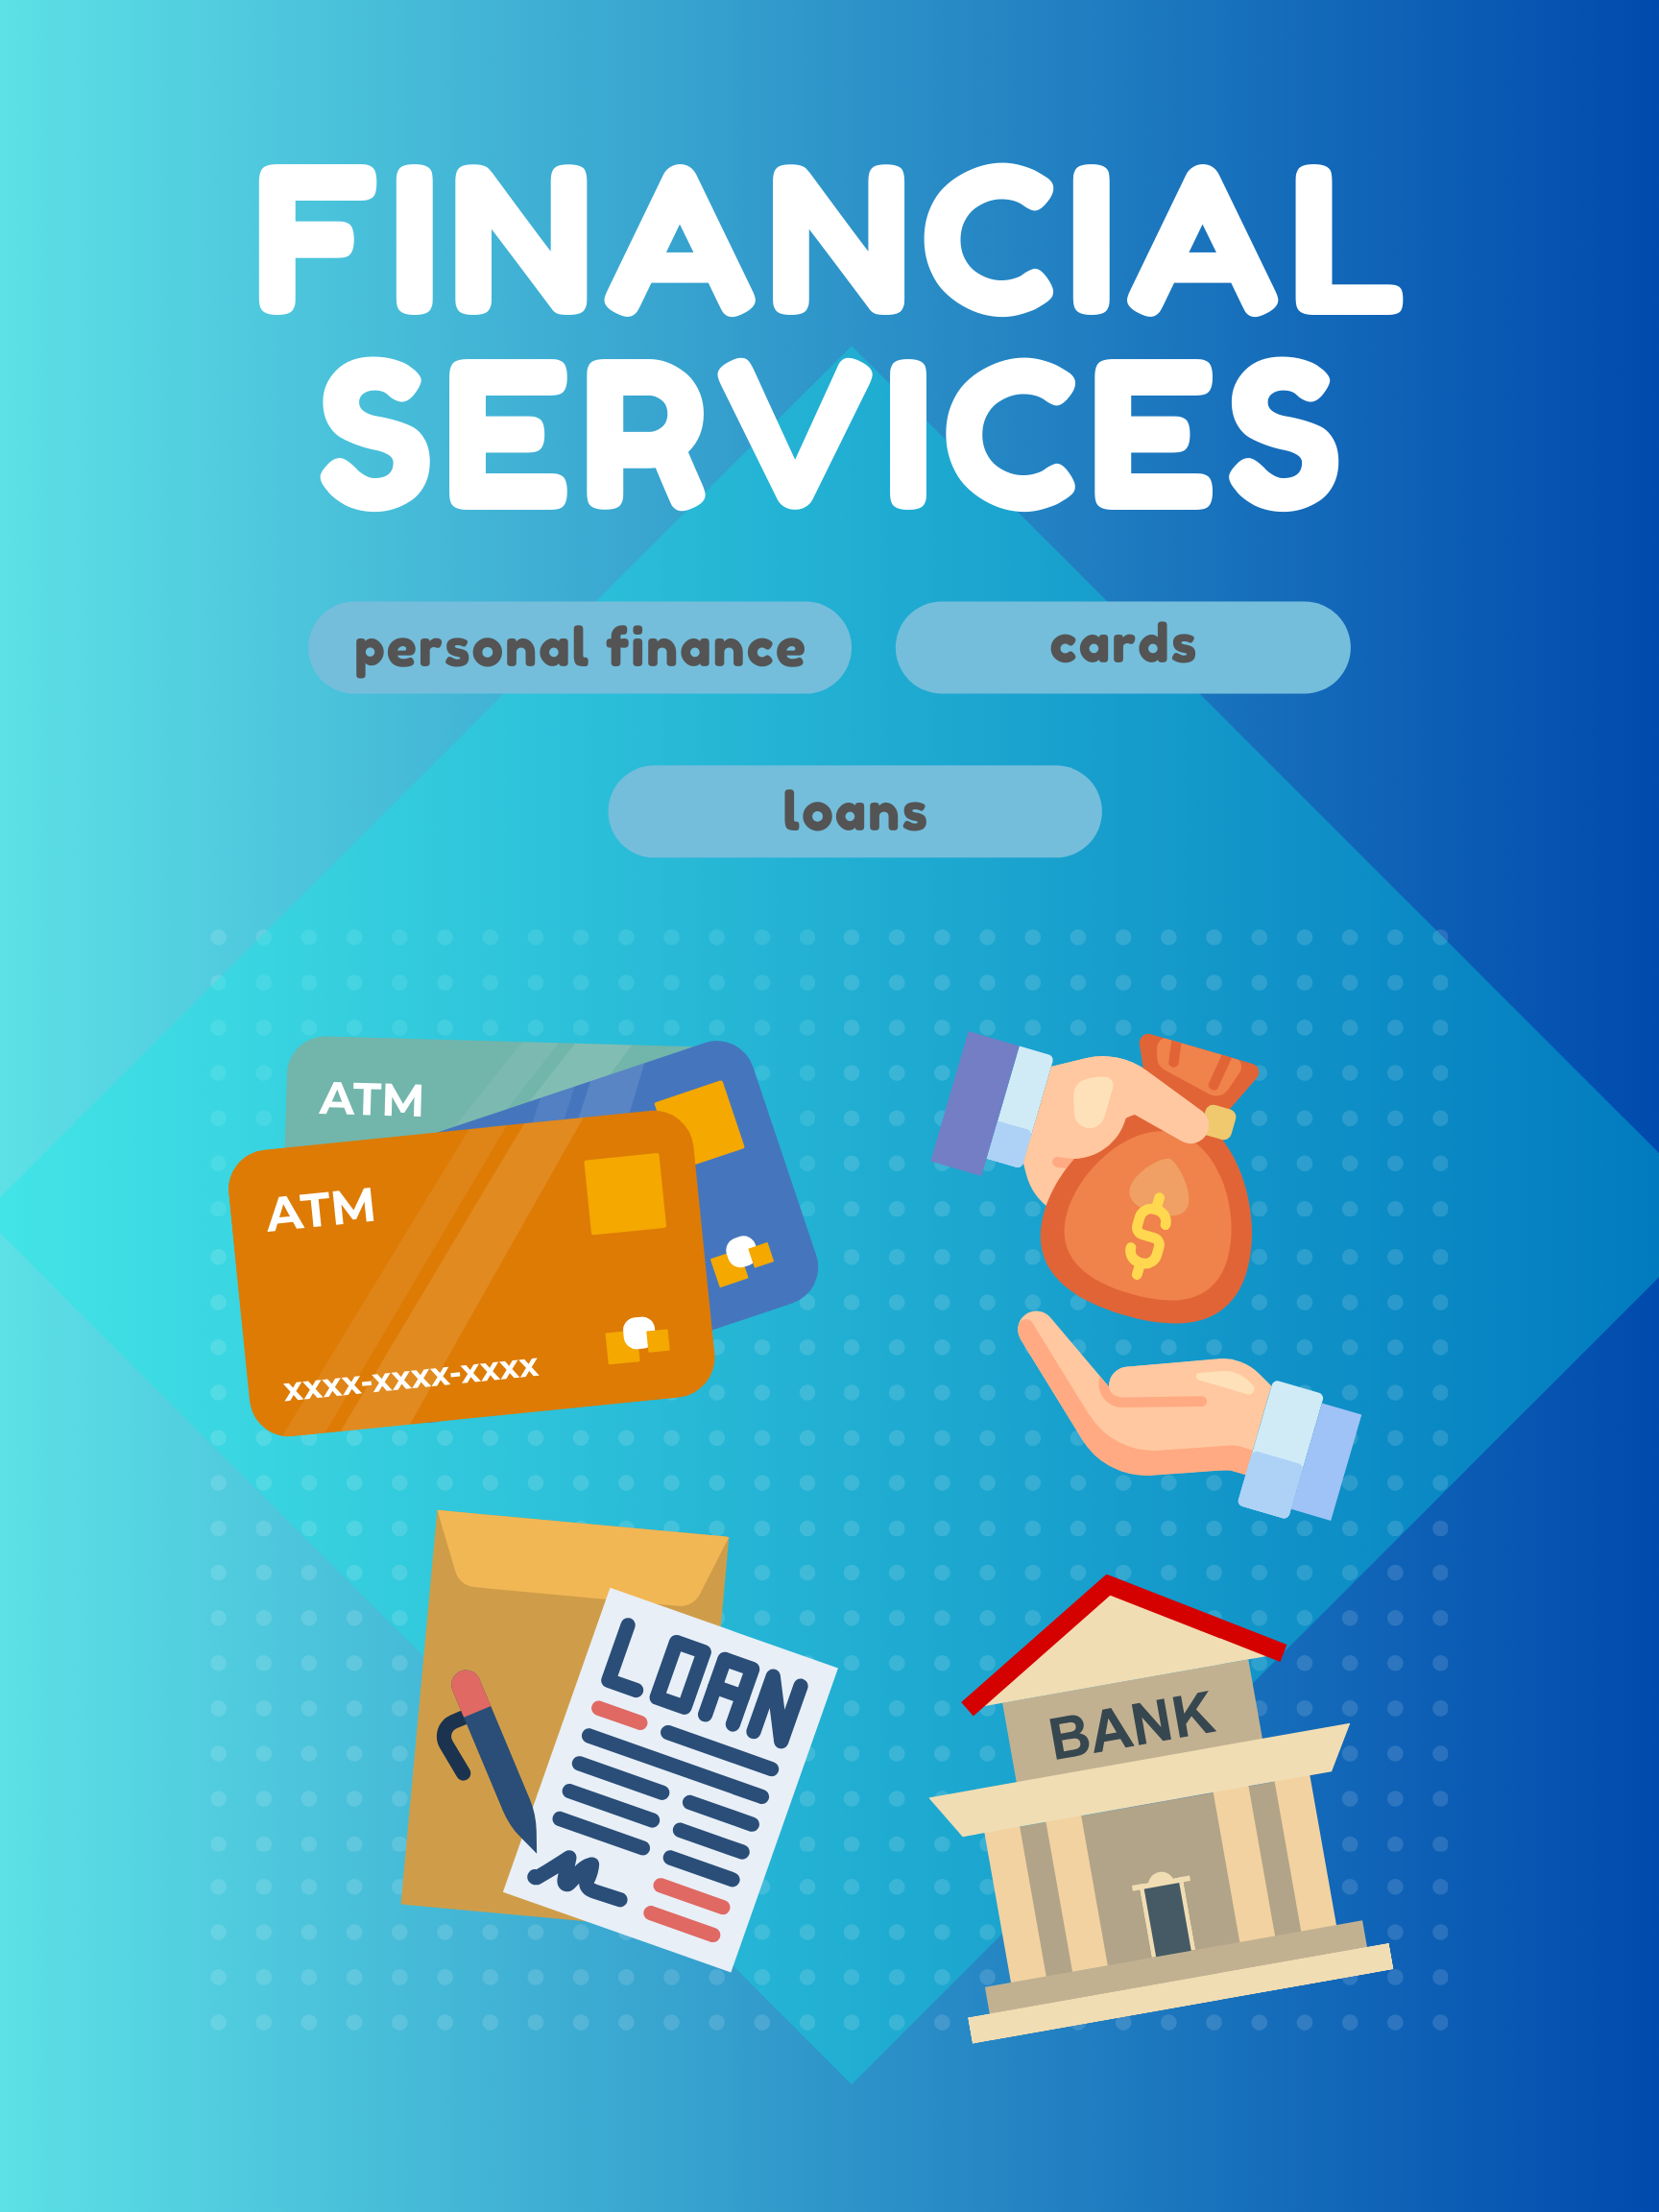 FINANCIAL
SERVICES
personal finance
cards
loans
ATM
ATM
xxxx-xxxx-xxxx
$
LOAN
BANK